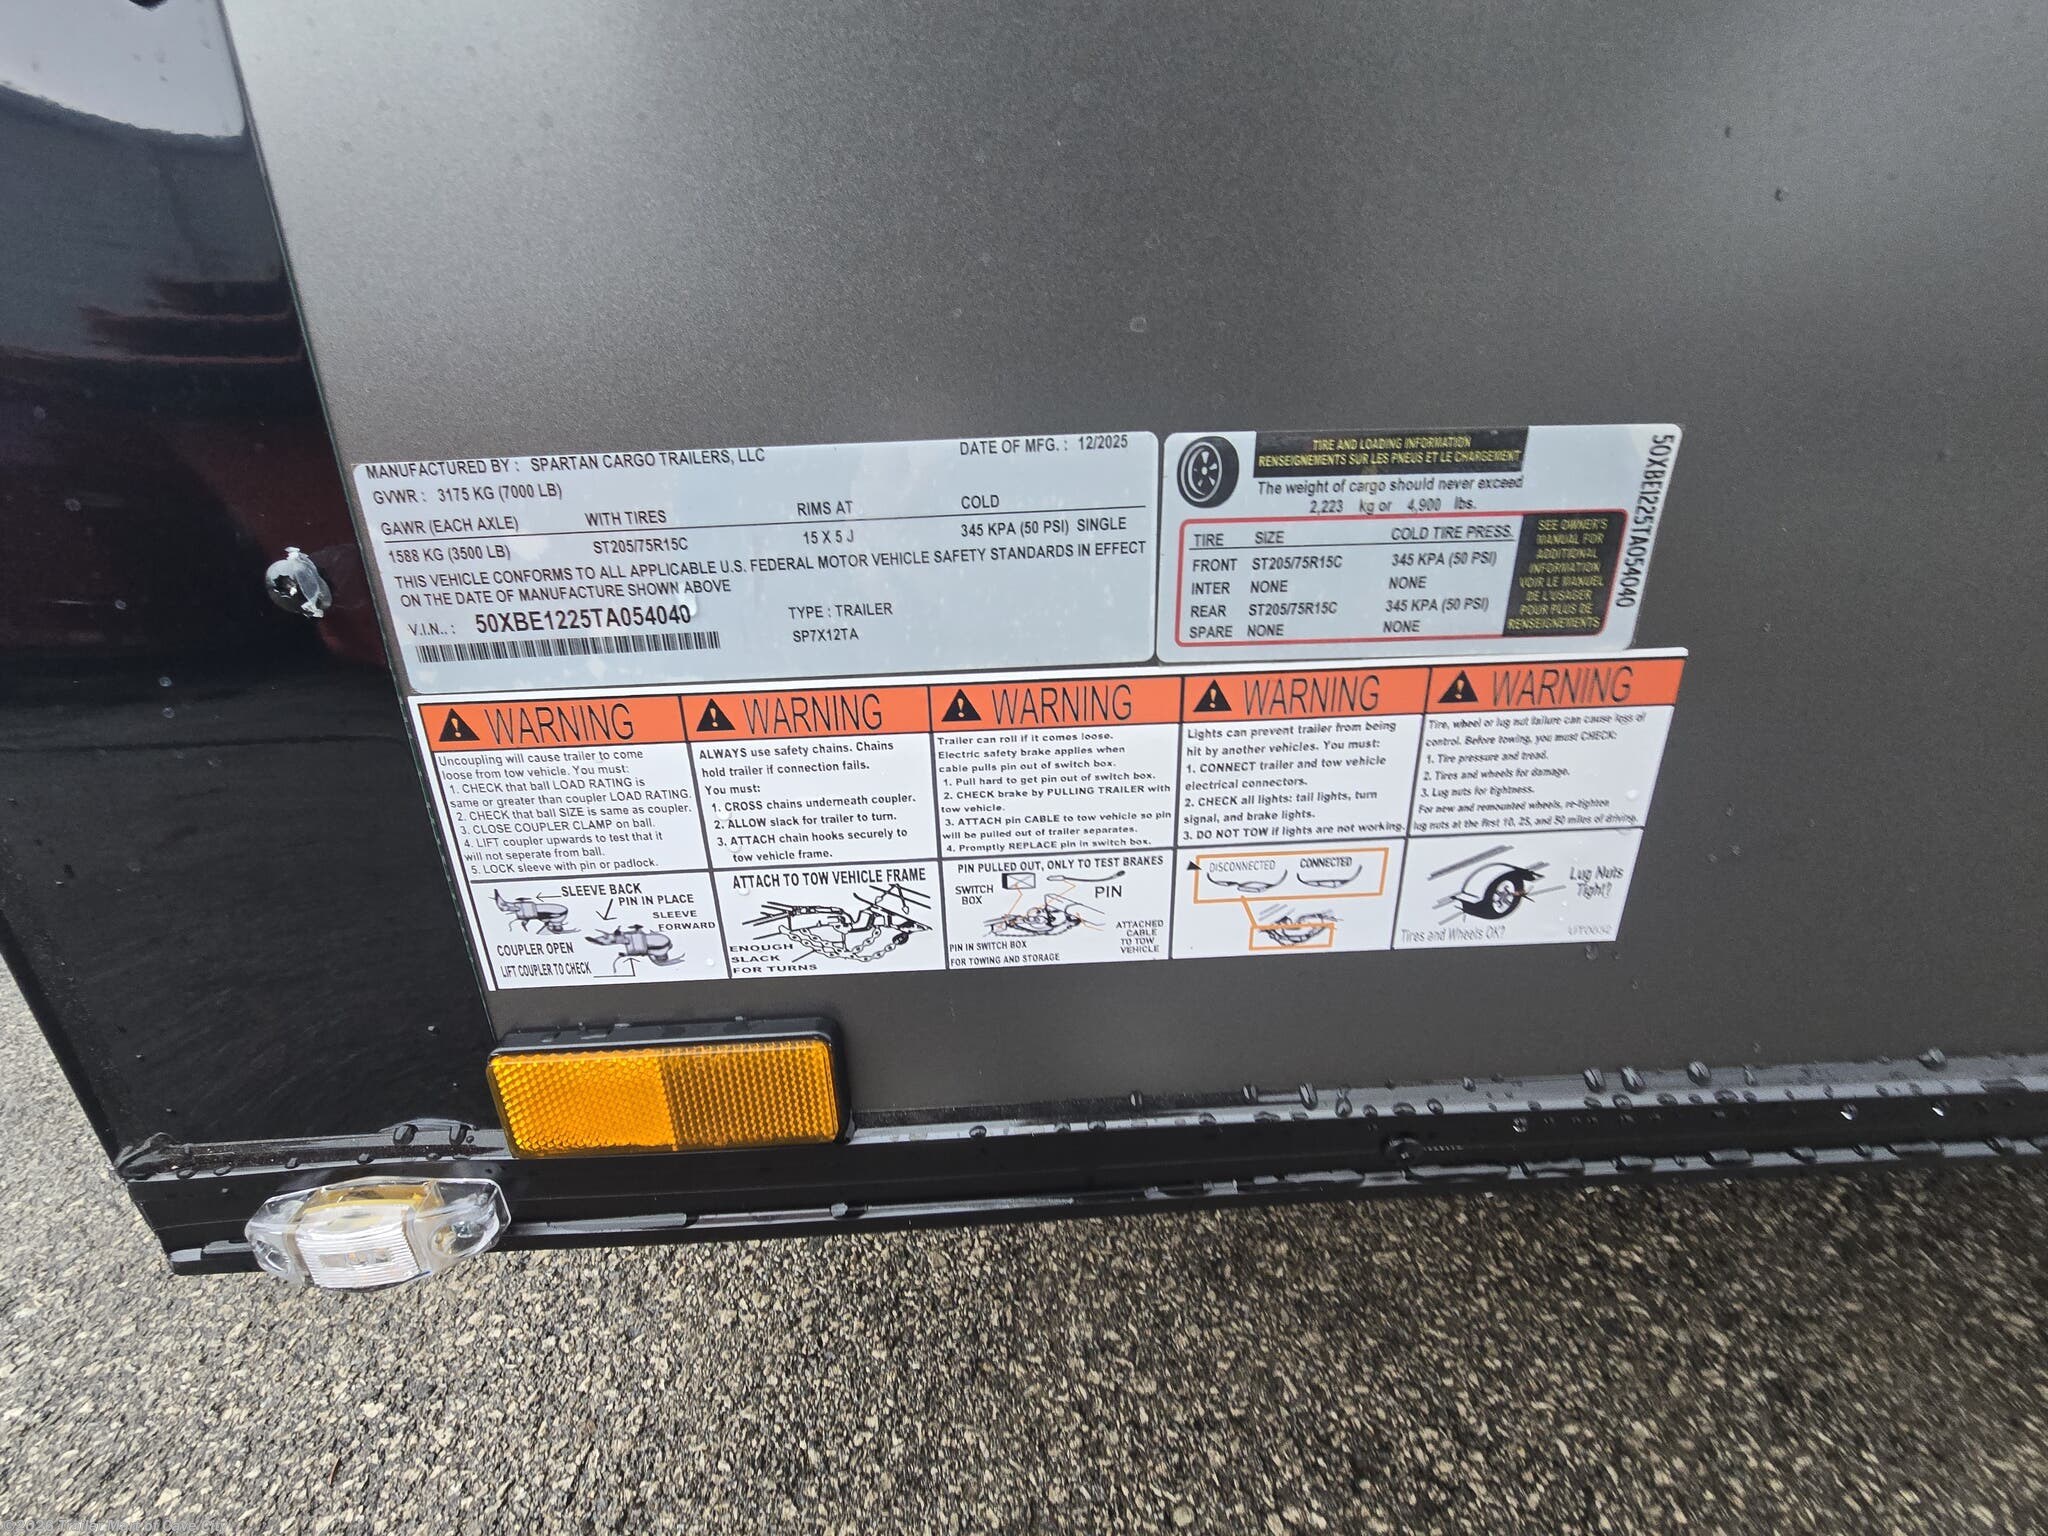 MANUFACTURED BY : SPARTAN CARGO TRAILERS, LLC DATE OF MFG. : 12/2025
GVWR : 3175 KG (7000 LB)
GAWR (EACH AXLE) WITH TIRES RIMS AT COLD
1588 KG (3500 LB) ST205/75R15C 15 X 5 J 345 KPA (50 PSI) SINGLE
THIS VEHICLE CONFORMS TO ALL APPLICABLE U.S. FEDERAL MOTOR VEHICLE SAFETY STANDARDS IN EFFECT
ON THE DATE OF MANUFACTURE SHOWN ABOVE
V.I.N.. : 50XBE1225TA054040 TYPE : TRAILER
SP7X12TA
TIRE AND LOADING INFORMATION
RENSEIGNEMENTS SUR LES PNEUS ET LE CHARGEMENT
The weight of cargo should never exceed
2,223 kg or 4,900 lbs.
TIRE SIZE COLD TIRE PRESS.
FRONT ST205/75R15C 345 KPA (50 PSI)
INTER NONE NONE
REAR ST205/75R15C 345 KPA (50 PSI)
SPARE NONE NONE
SEE OWNER'S
MANUAL FOR
ADDITIONAL
INFORMATION
VOIR LE MANUEL
DE L'USAGER
POUR PLUS DE
RENSEIGNEMENTS
50XBE1225TA054040
WARNING
Uncoupling will cause trailer to come
loose from tow vehicle. You must:
1. CHECK that ball LOAD RATING is
same or greater than coupler LOAD RATING.
2. CHECK that ball SIZE is same as coupler.
3. CLOSE COUPLER CLAMP on ball.
4. LIFT coupler upwards to test that it
will not seperate from ball.
5. LOCK sleeve with pin or padlock.
SLEEVE BACK
PIN IN PLACE
SLEEVE
FORWARD
COUPLER OPEN
LIFT COUPLER TO CHECK
WARNING
ALWAYS use safety chains. Chains
hold trailer if connection fails.
You must:
1. CROSS chains underneath coupler.
2. ALLOW slack for trailer to turn.
3. ATTACH chain hooks securely to
tow vehicle frame.
ATTACH TO TOW VEHICLE FRAME
ENOUGH
SLACK
FOR TURNS
WARNING
Trailer can roll if it comes loose.
Electric safety brake applies when
cable pulls pin out of switch box.
1. Pull hard to get pin out of switch box.
2. CHECK brake by PULLING TRAILER with
tow vehicle.
3. ATTACH pin CABLE to tow vehicle so pin
will be pulled out of trailer separates.
4. Promptly REPLACE pin in switch box.
PIN PULLED OUT, ONLY TO TEST BRAKES
SWITCH
BOX
PIN
ATTACHED
CABLE
TO TOW
VEHICLE
PIN IN SWITCH BOX
FOR TOWING AND STORAGE
WARNING
Lights can prevent trailer from being
hit by another vehicles. You must:
1. CONNECT trailer and tow vehicle
electrical connectors.
2. CHECK all lights: tail lights, turn
signal, and brake lights.
3. DO NOT TOW if lights are not working.
DISCONNECTED CONNECTED
WARNING
Tire, wheel or lug nut failure can cause loss of
control. Before towing, you must CHECK:
1. Tire pressure and tread.
2. Tires and wheels for damage.
3. Lug nuts for tightness.
For new and remounted wheels, re-tighten
lug nuts at the first 10, 25, and 50 miles of driving.
Lug Nuts
Tight?
Tires and Wheels OK?
Trailer Mart of Cave City